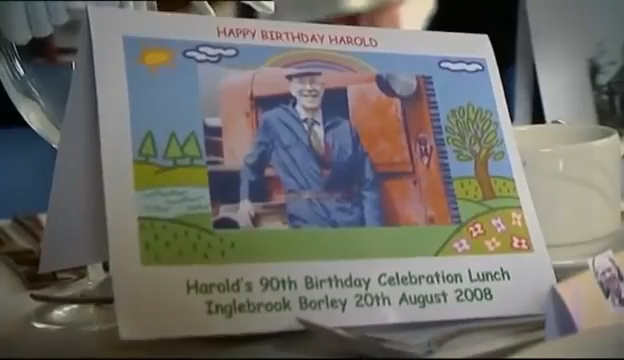 HAPPY BIRTHDAY HAROLD
Harold's 90th Birthday Celebration Lunch
Inglebrook Borley 20th August 2008